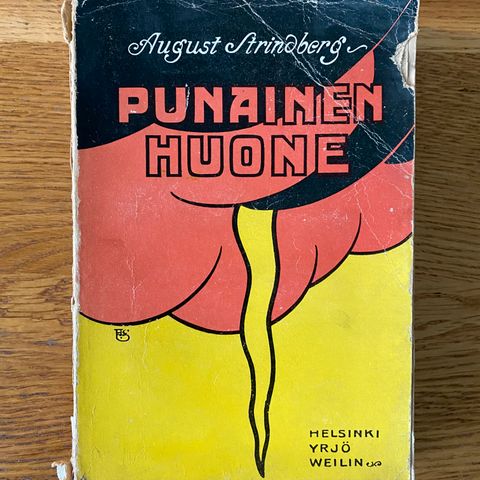 August Strindberg
PUNAINEN
HUONE
HELSINKI
YRJÖ
WEILIN